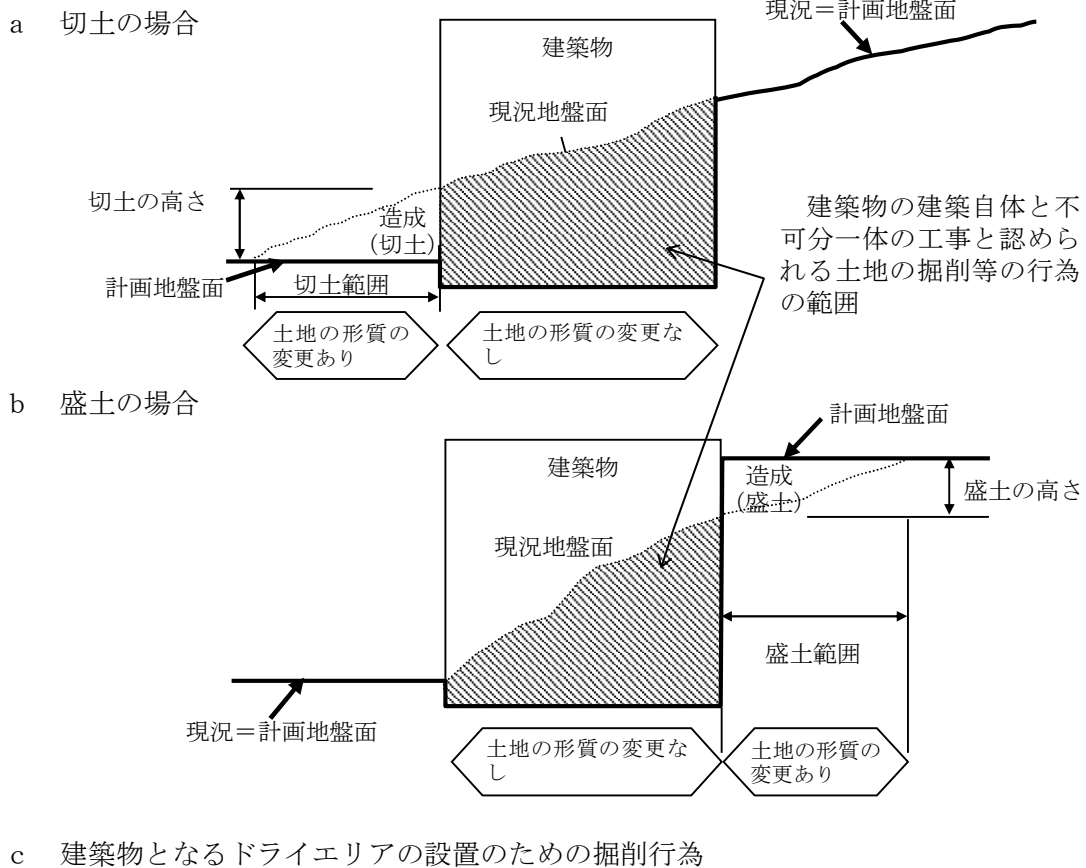 a　切土の場合
現況＝計画地盤面
建築物
現況地盤面
切土の高さ
造成
(切土)
計画地盤面
切土範囲
建築物の建築自体と不
可分一体の工事と認めら
れる土地の掘削等の行為
の範囲
土地の形質の
変更あり
土地の形質の変更な
し
b　盛土の場合
計画地盤面
建築物
造成
(盛土)
盛土の高さ
現況地盤面
盛土範囲
現況＝計画地盤面
土地の形質の変更な
し
土地の形質の
変更あり
c　建築物となるドライエリアの設置のための掘削行為